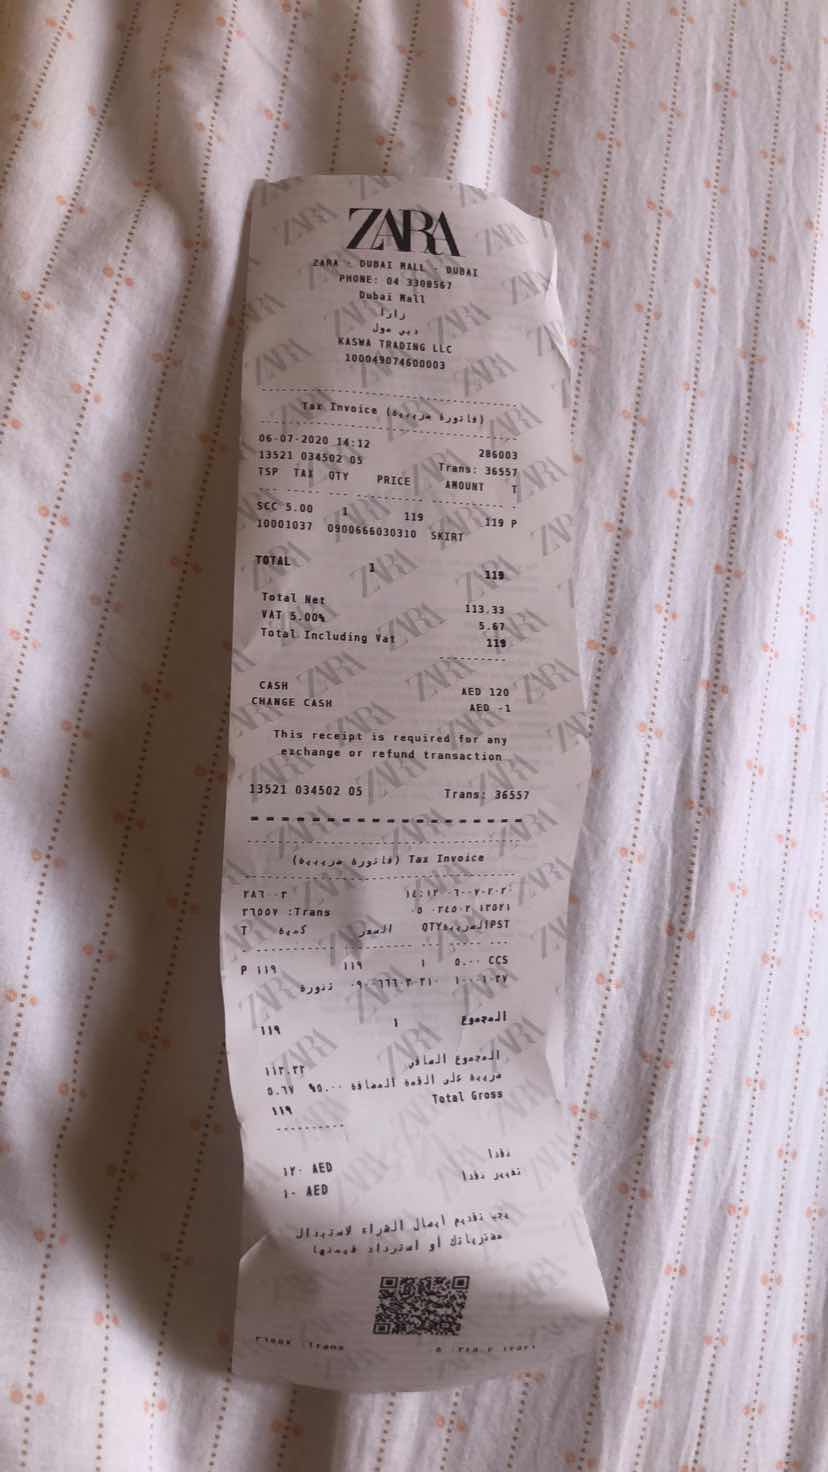 ZARA
ZARA - DUBAI MALL - DUBAI
PHONE: 04 3308567
Dubai Mall
زارا
دبي مول
KASWA TRADING LLC
100049074600003
Tax Invoice (فاتورة ضريبية)
06-07-2020 14:12 286003
13521 034502 05 Trans: 36557
TSP TAX QTY PRICE AMOUNT T
SCC 5.00 1 119 119 P
10001037 0900666030310 SKIRT
TOTAL 1 119
Total Net 113.33
VAT 5.00% 5.67
Total Including Vat 119
CASH AED 120
CHANGE CASH AED -1
This receipt is required for any
exchange or refund transaction
13521 034502 05 Trans: 36557
(فاتورة ضريبية) Tax Invoice
٢٨٦٠٠٣ ١٤:١٢ ٠٦-٠٧-٢٠٢٠
٣٦٥٥٧ :Trans ٠٥ ٠٣٤٥٠٢ ١٣٥٢١
T كمية السعر QTYالضريبةPST
P ١١٩ ١١٩ ١ ٥.٠٠ CCS
تنورة ٠٩٠٠٦٦٦٠٣٠٣١٠ ١٠٠٠١٠٣٧
١١٩ ١ المجموع
١١٣.٣٣ المجموع الصافي
٥.٦٧ %٥.٠٠ ضريبة على القمة المضافة
١١٩ Total Gross
١٢٠ AED نقدا
١- AED تغيير نقدا
يجب تقديم ايصال الشراء لاستبدال
مشترياتك أو استرداد قيمتها
٣٦٥٥٧ :Trans